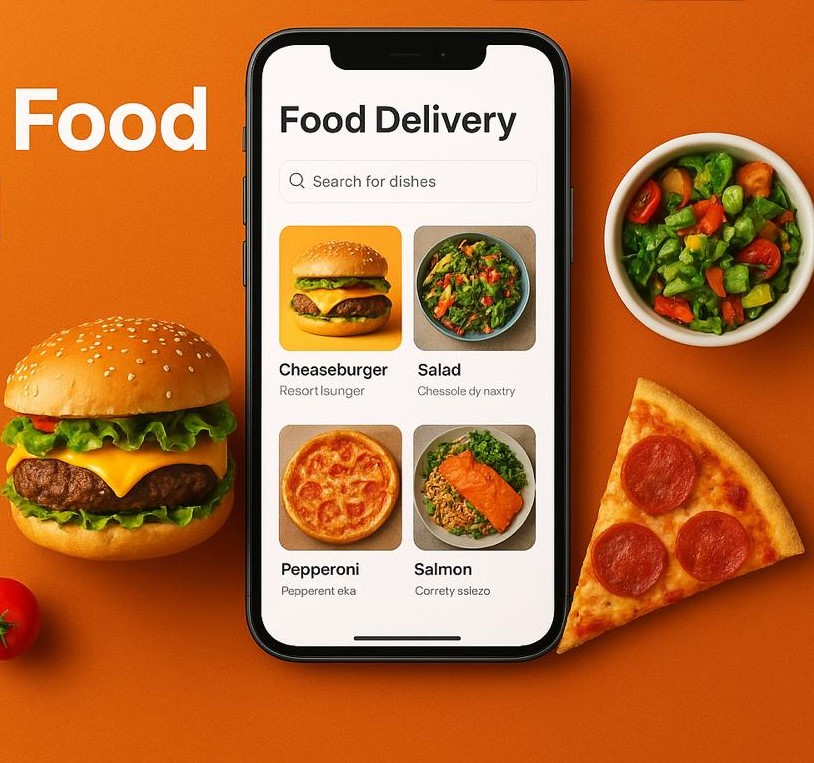 Food
Food Delivery
Search for dishes
Cheaseburger
Resort lsunger
Salad
Chessole dy naxtry
Pepperoni
Pepperent eka
Salmon
Correty sslezo